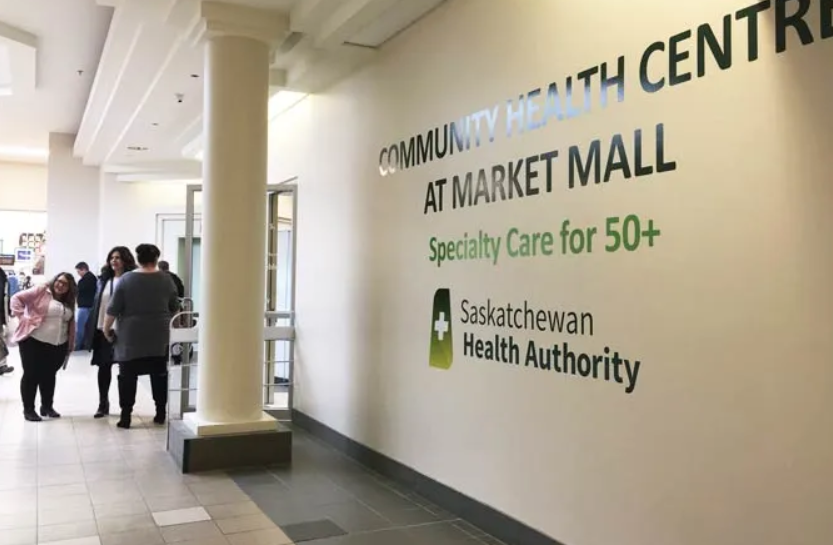 COMMUNITY HEALTH CENTRE
AT MARKET MALL
Specialty Care for 50+
Saskatchewan
Health Authority